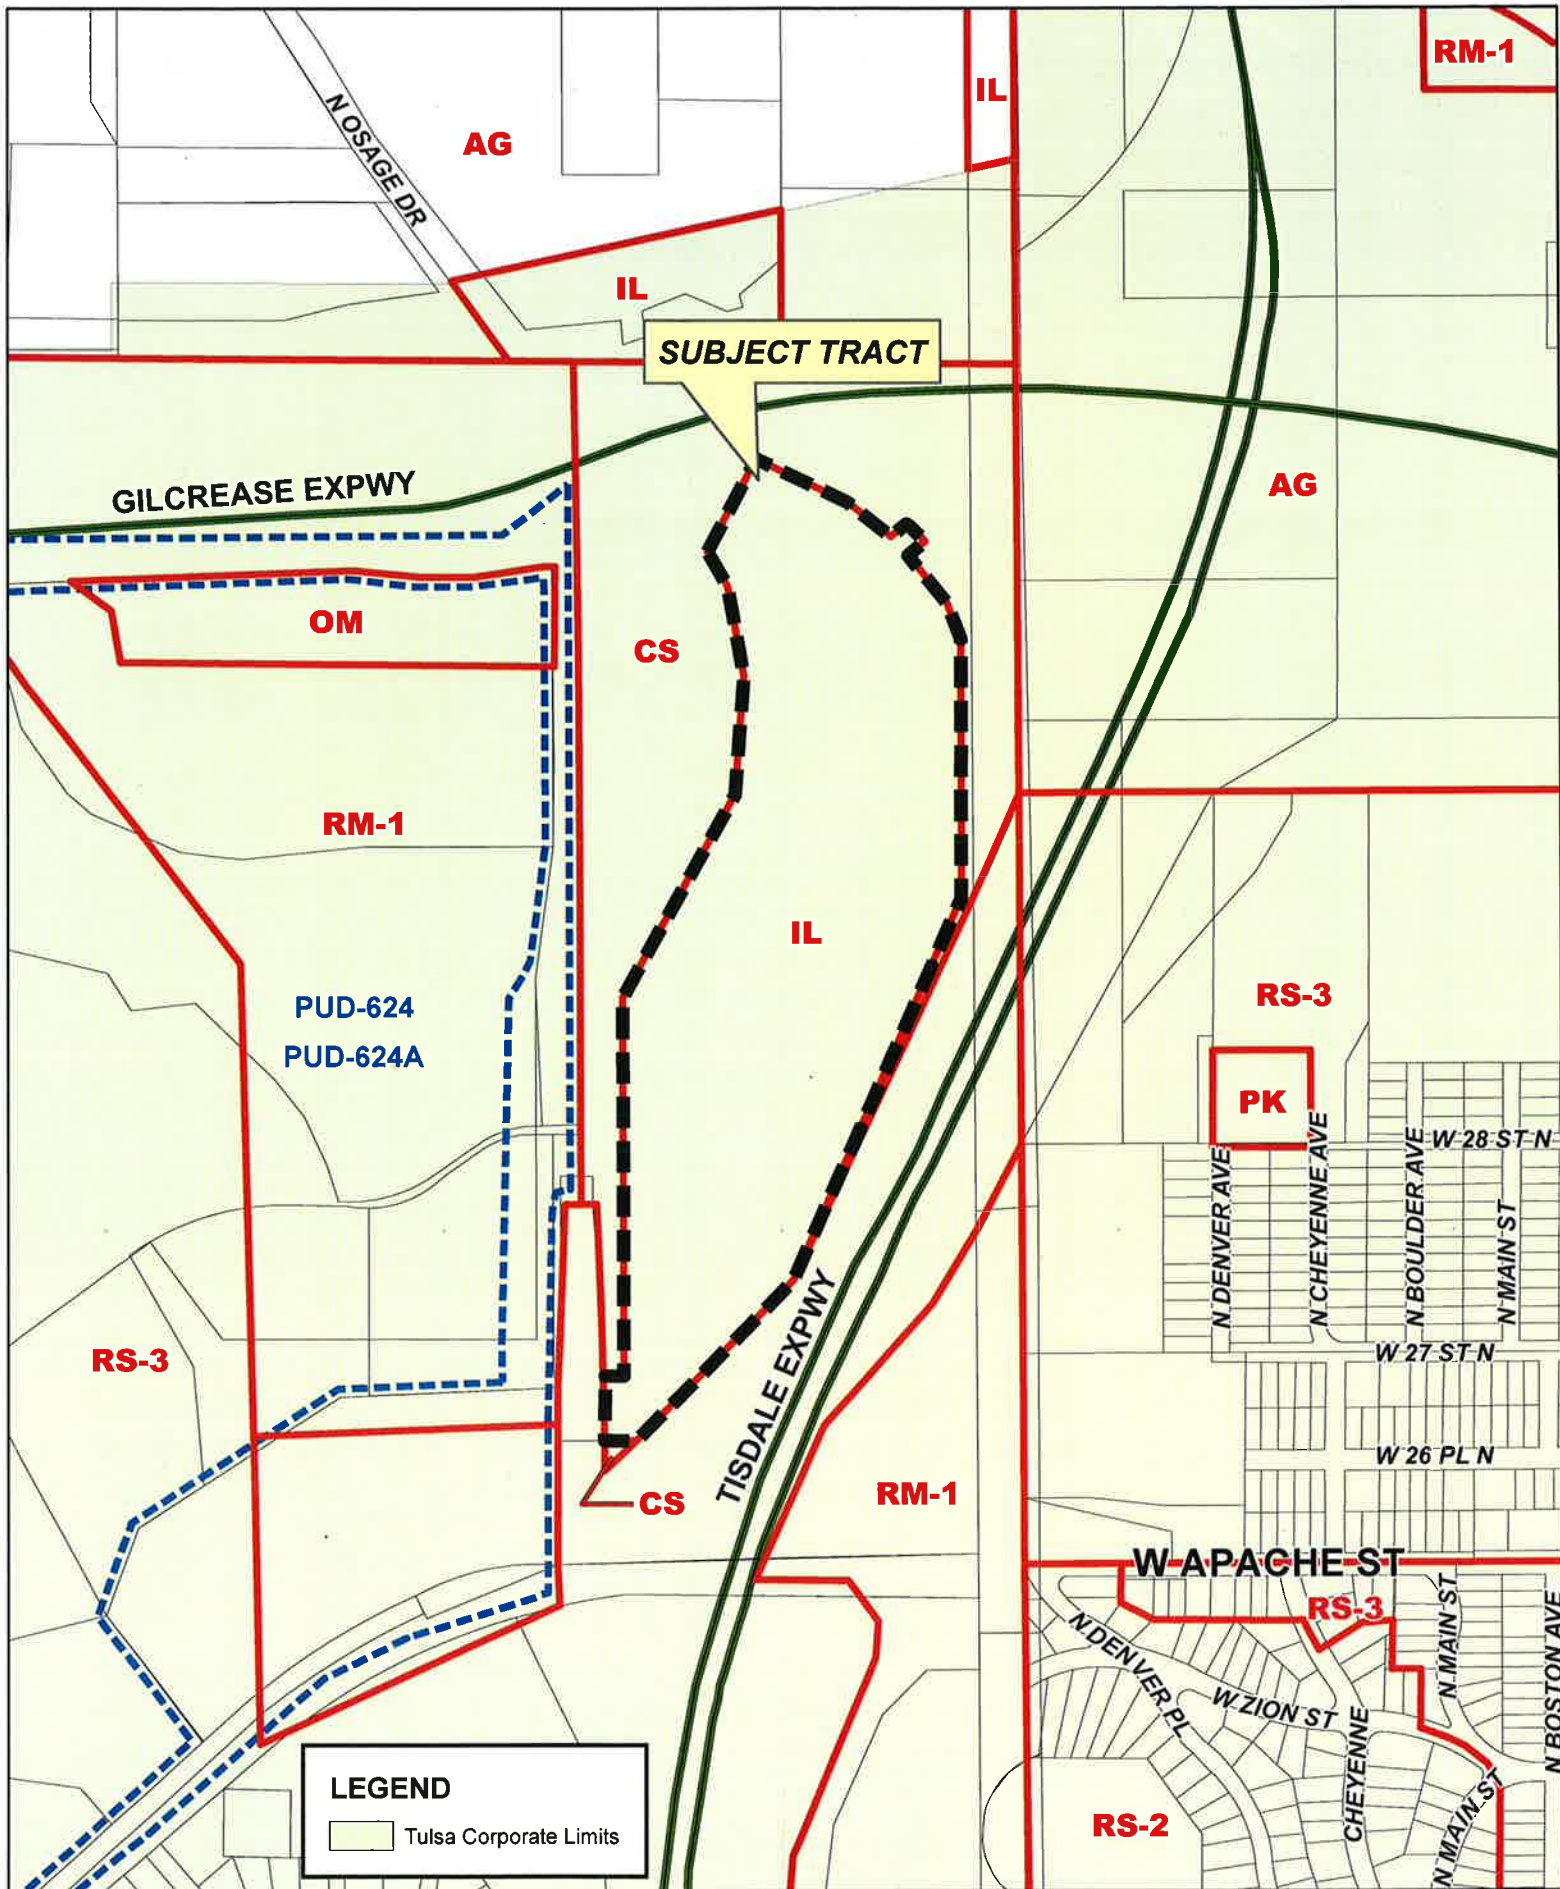 RM-1
IL
N OSAGE DR
AG
IL
SUBJECT TRACT
GILCREASE EXPWY
AG
OM
CS
RM-1
IL
PUD-624
PUD-624A
RS-3
PK
W 28 ST N
N DENVER AVE
N CHEYENNE AVE
N BOULDER AVE
N MAIN ST
RS-3
W 27 ST N
TISDALE EXPWY
W 26 PL N
CS
RM-1
W APACHE ST
RS-3
N DENVER PL
W ZION ST
CHEYENNE
N MAIN ST
N MAIN ST
N BOSTON AVE
RS-2
LEGEND
Tulsa Corporate Limits